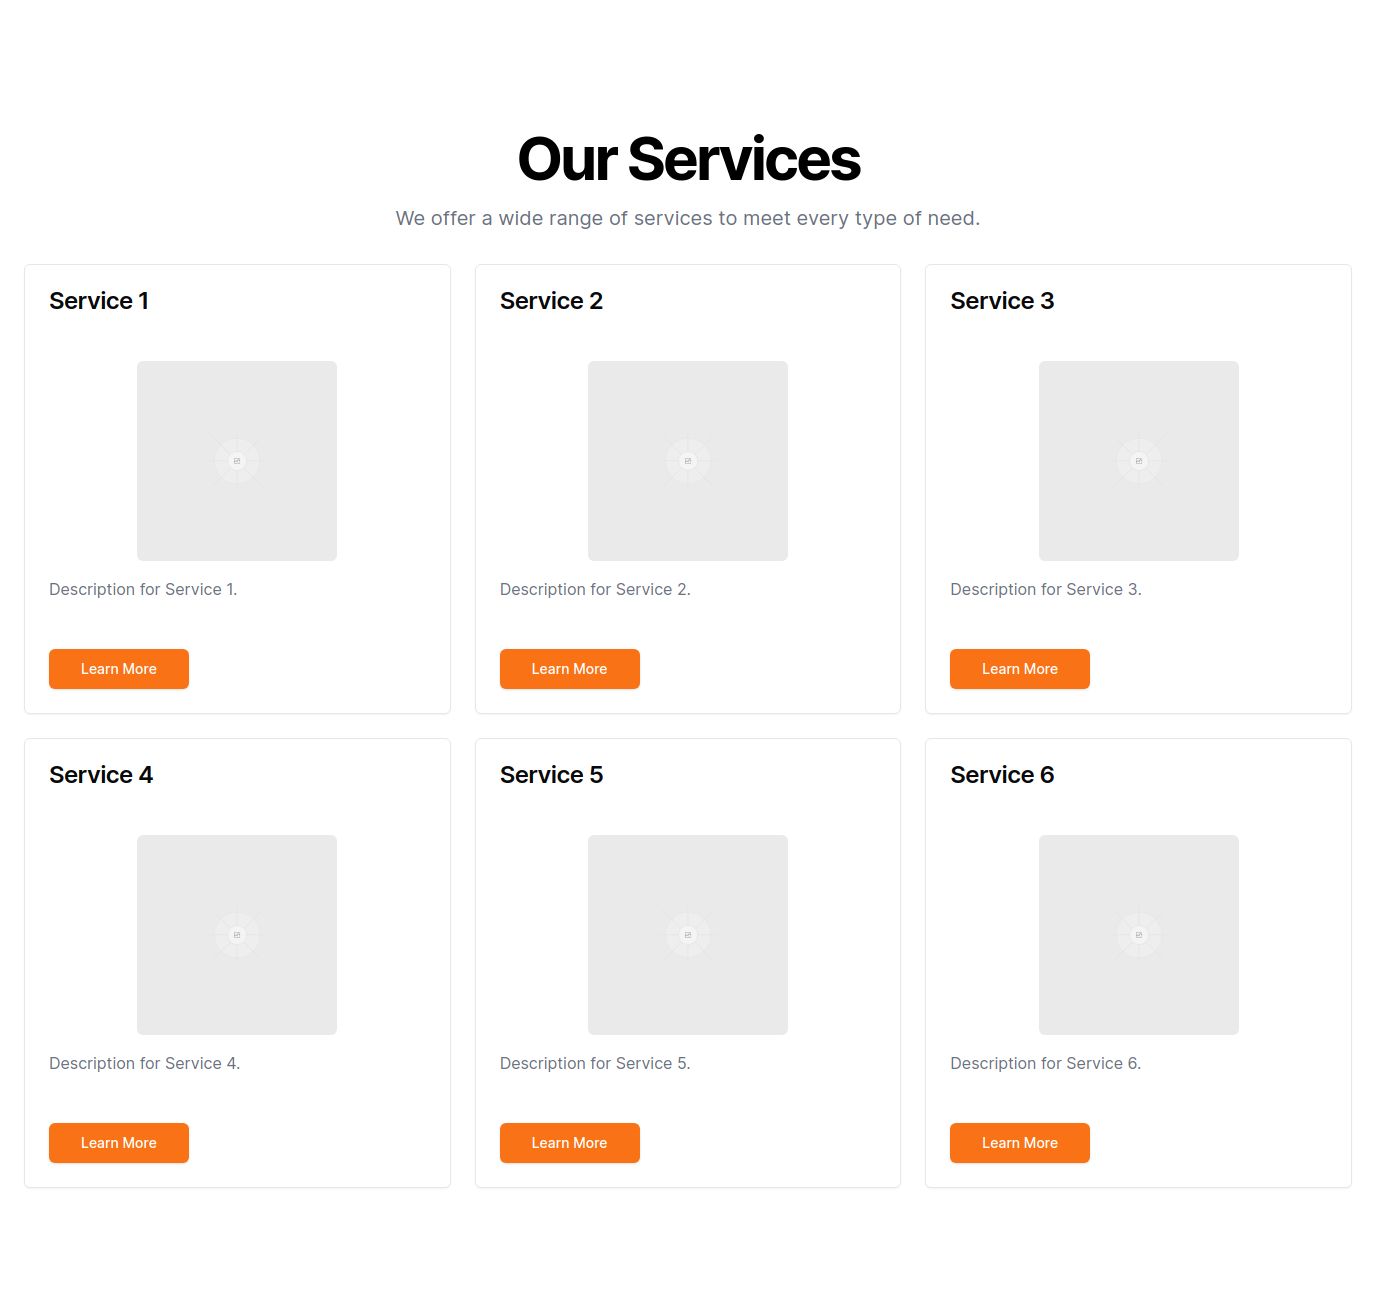 Our Services
We offer a wide range of services to meet every type of need.
Service 1
Service 2
Service 3
Description for Service 1.
Description for Service 2.
Description for Service 3.
Learn More
Learn More
Learn More
Service 4
Service 5
Service 6
Description for Service 4.
Description for Service 5.
Description for Service 6.
Learn More
Learn More
Learn More